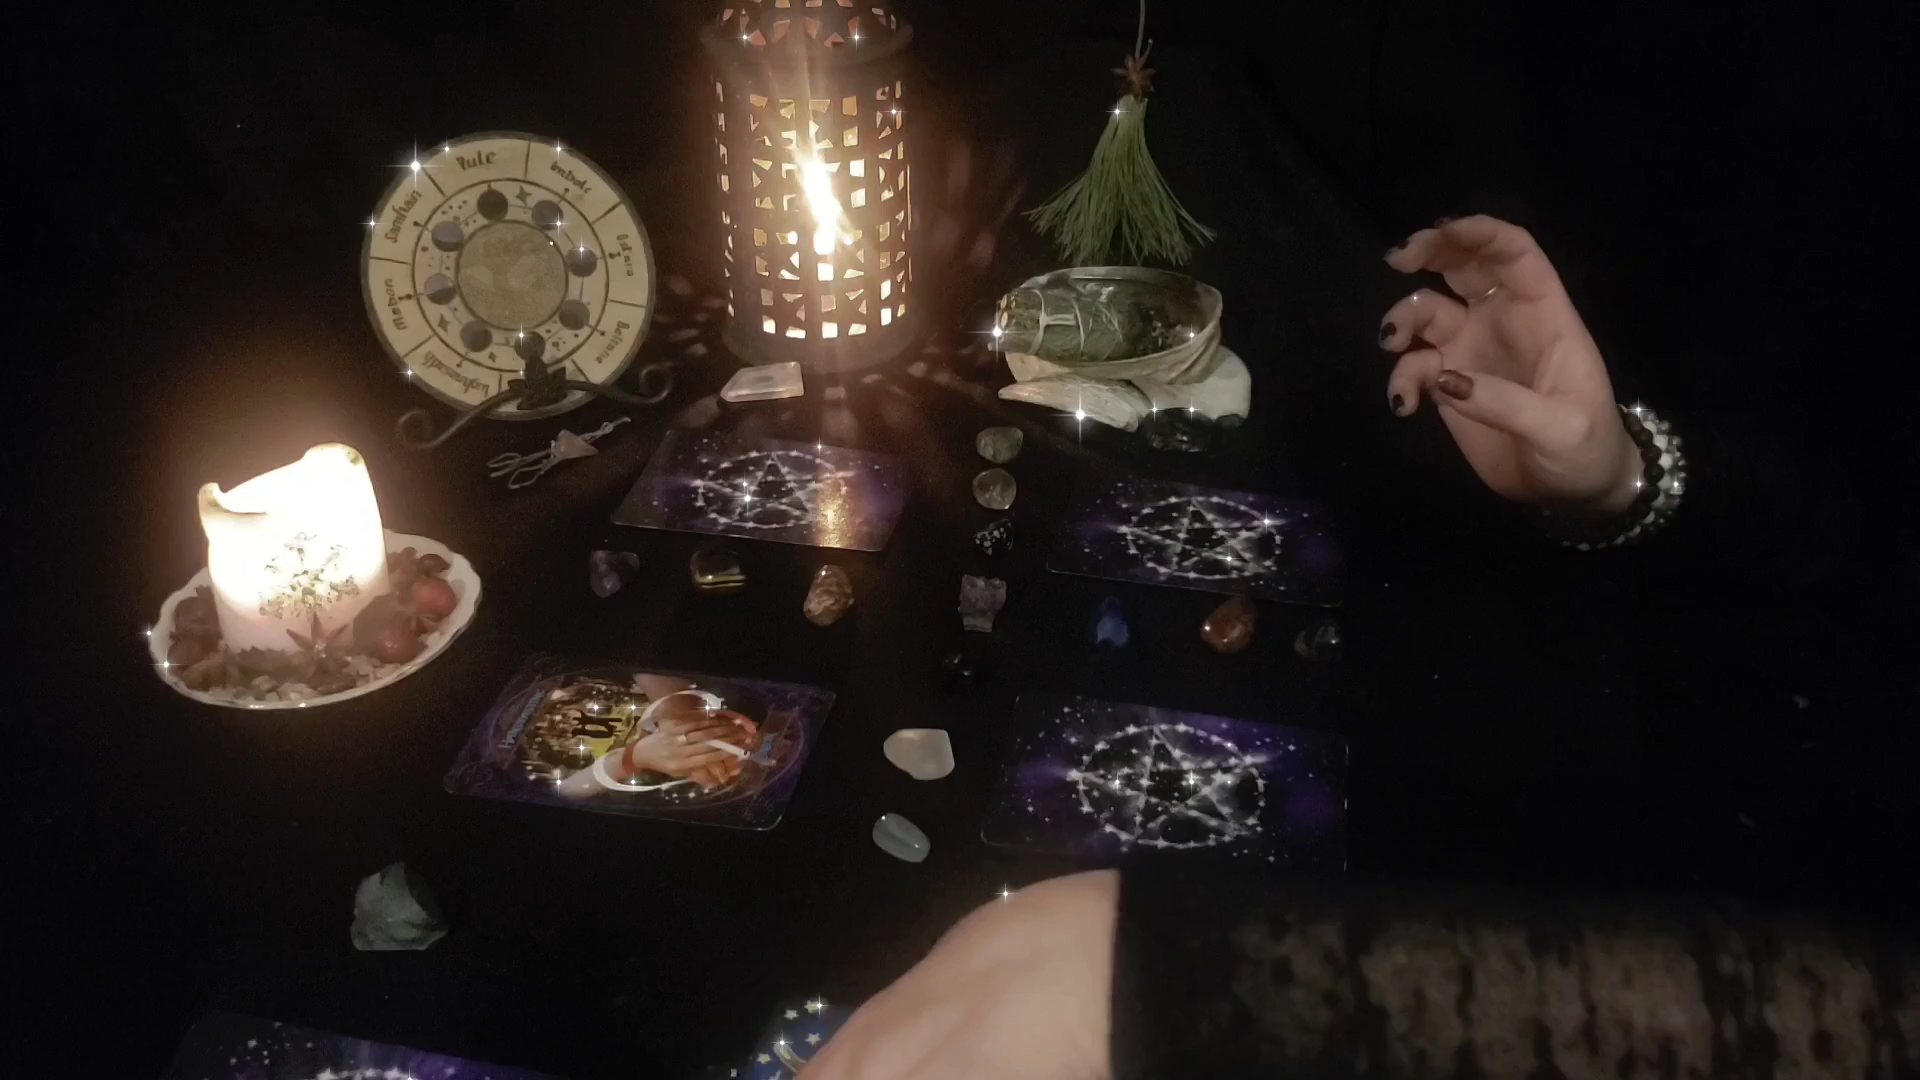 Yule
Imbolc
Samhain
Ostara
Mabon
Beltane
Lughnasadh